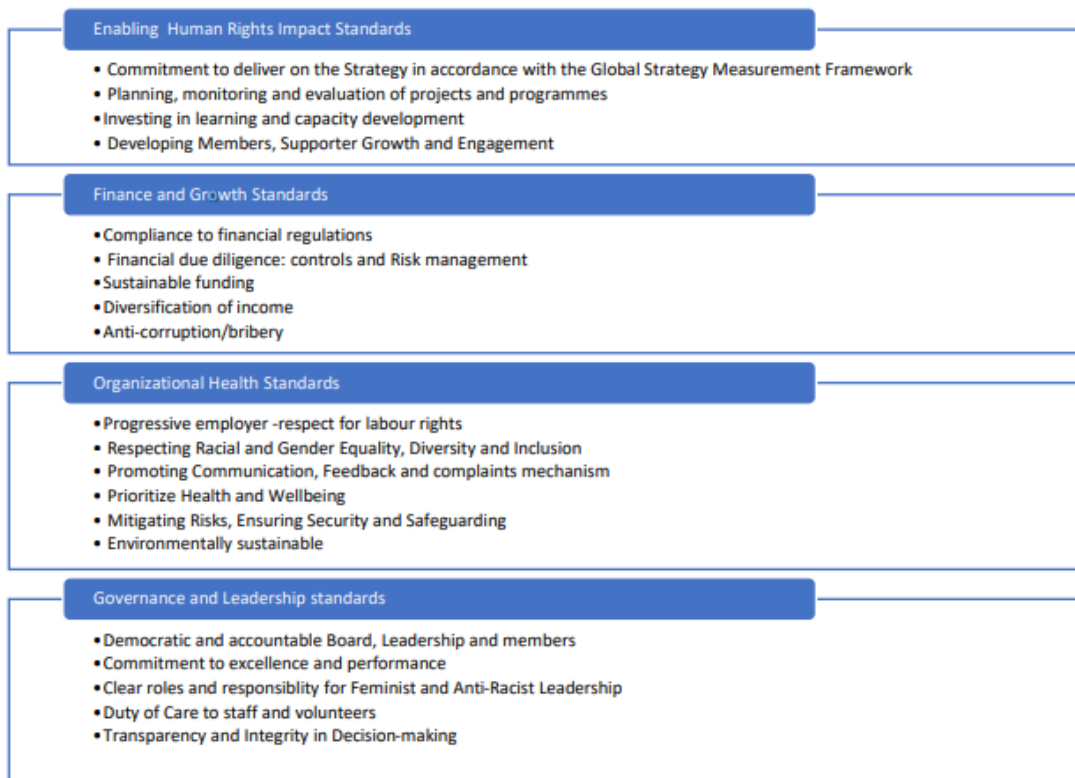 Enabling Human Rights Impact Standards
• Commitment to deliver on the Strategy in accordance with the Global Strategy Measurement Framework
• Planning, monitoring and evaluation of projects and programmes
•Investing in learning and capacity development
• Developing Members, Supporter Growth and Engagement
Finance and Growth Standards
•Compliance to financial regulations
• Financial due diligence: controls and Risk management
•Sustainable funding
•Diversification of income
•Anti-corruption/bribery
Organizational Health Standards
•Progressive employer -respect for labour rights
• Respecting Racial and Gender Equality, Diversity and Inclusion
• Promoting Communication, Feedback and complaints mechanism
• Prioritize Health and Wellbeing
• Mitigating Risks, Ensuring Security and Safeguarding
• Environmentally sustainable
Governance and Leadership standards
•Democratic and accountable Board, Leadership and members
•Commitment to excellence and performance
•Clear roles and responsiblity for Feminist and Anti-Racist Leadership
•Duty of Care to staff and volunteers
•Transparency and Integrity in Decision-making